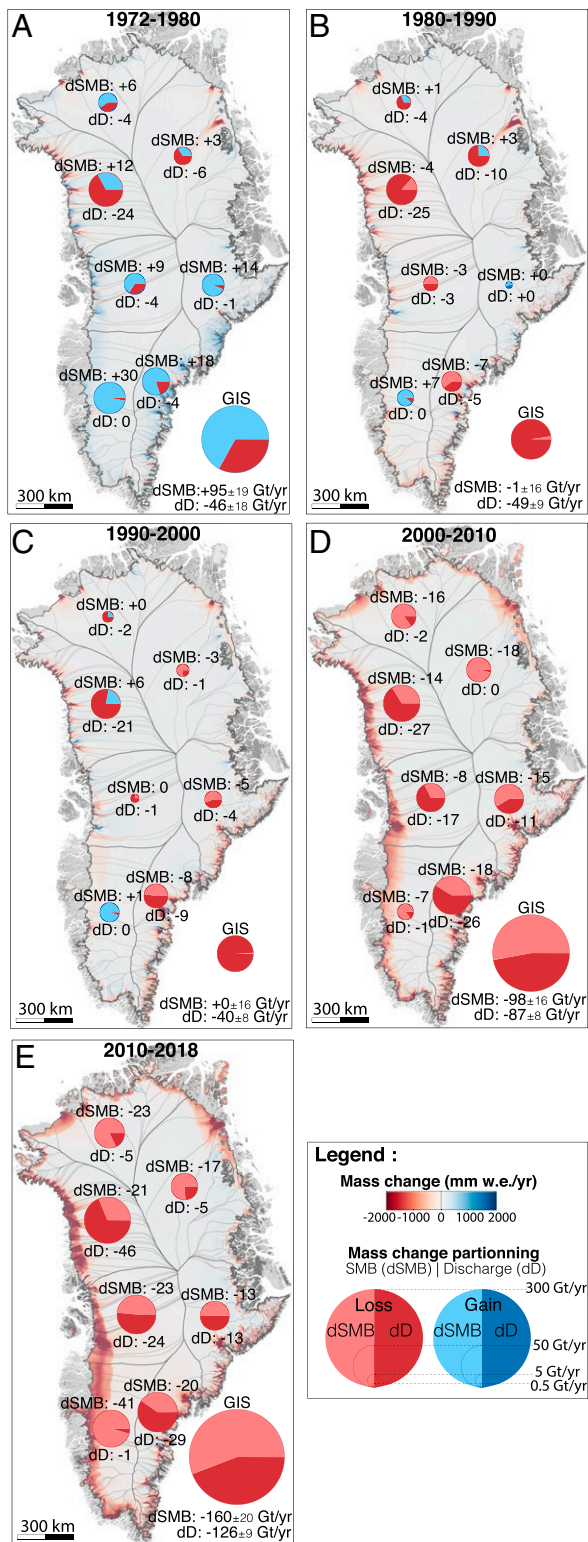 A
1972-1980
dSMB: +6
dD: -4
dSMB: +3
dD: -6
dSMB: +12
dD: -24
dSMB: +9
dD: -4
dSMB: +14
dD: -1
dSMB: +30
dD: 0
dSMB: +18
dD: -4
GIS
dSMB:+95±19 Gt/yr
dD: -46±18 Gt/yr
300 km
B
1980-1990
dSMB: +1
dD: -4
dSMB: +3
dD: -10
dSMB: -4
dD: -25
dSMB: -3
dD: -3
dSMB: +0
dD: +0
dSMB: +7
dD: 0
dSMB: -7
dD: -5
GIS
dSMB: -1±16 Gt/yr
dD: -49±9 Gt/yr
300 km
C
1990-2000
dSMB: +0
dD: -2
dSMB: -3
dD: -1
dSMB: +6
dD: -21
dSMB: 0
dD: -1
dSMB: -5
dD: -4
dSMB: +1
dD: 0
dSMB: -8
dD: -9
GIS
dSMB: +0±16 Gt/yr
dD: -40±8 Gt/yr
300 km
D
2000-2010
dSMB: -16
dD: -2
dSMB: -18
dD: 0
dSMB: -14
dD: -27
dSMB: -8
dD: -17
dSMB: -15
dD: -11
dSMB: -7
dD: -1
dSMB: -18
dD: -26
GIS
dSMB: -98±16 Gt/yr
dD: -87±8 Gt/yr
300 km
E
2010-2018
dSMB: -23
dD: -5
dSMB: -17
dD: -5
dSMB: -21
dD: -46
dSMB: -23
dD: -24
dSMB: -13
dD: -13
dSMB: -41
dD: -1
dSMB: -20
dD: -29
GIS
dSMB: -160±20 Gt/yr
dD: -126±9 Gt/yr
300 km
Legend :
Mass change (mm w.e./yr)
-2000 -1000 0 1000 2000
Mass change partionning
SMB (dSMB) | Discharge (dD)
300 Gt/yr
Loss Gain
dSMB dD dSMB dD
50 Gt/yr
5 Gt/yr
0.5 Gt/yr